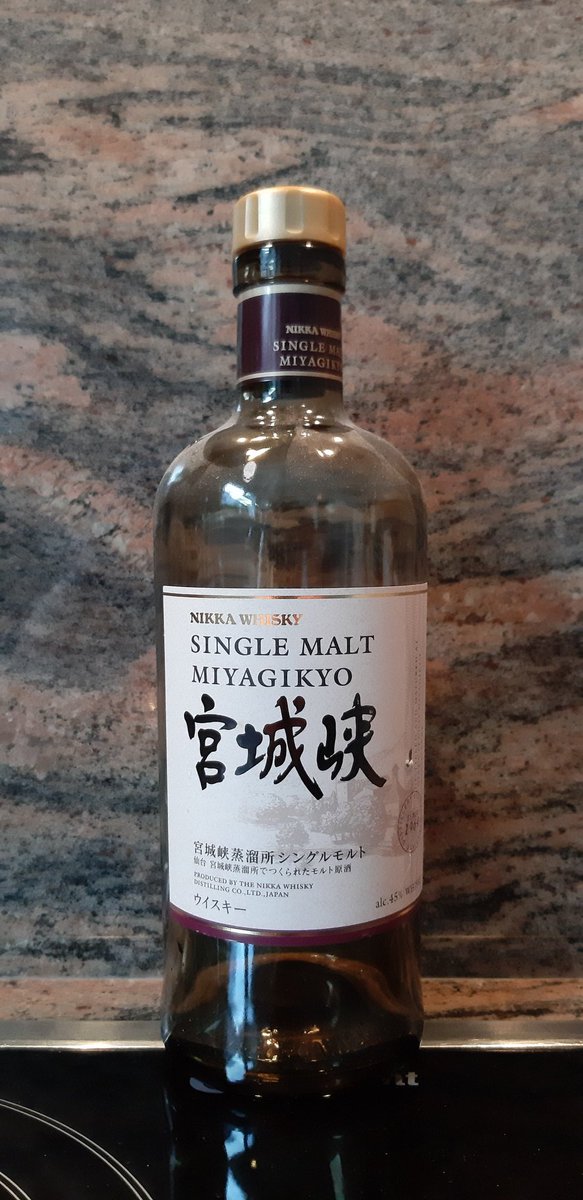 NIKKA WHISKY
SINGLE MA
MIYAGIKYO
NIKKA WHISKY
SINGLE MALT
MIYAGIKYO
宮城峡
宮城峡蒸溜所シングルモルト
仙台 宮城峡蒸溜所でつくられたモルト原酒
PRODUCED BY THE NIKKA WHISKY
DISTILLING CO.,LTD.,JAPAN
ウイスキー
alc. 45%